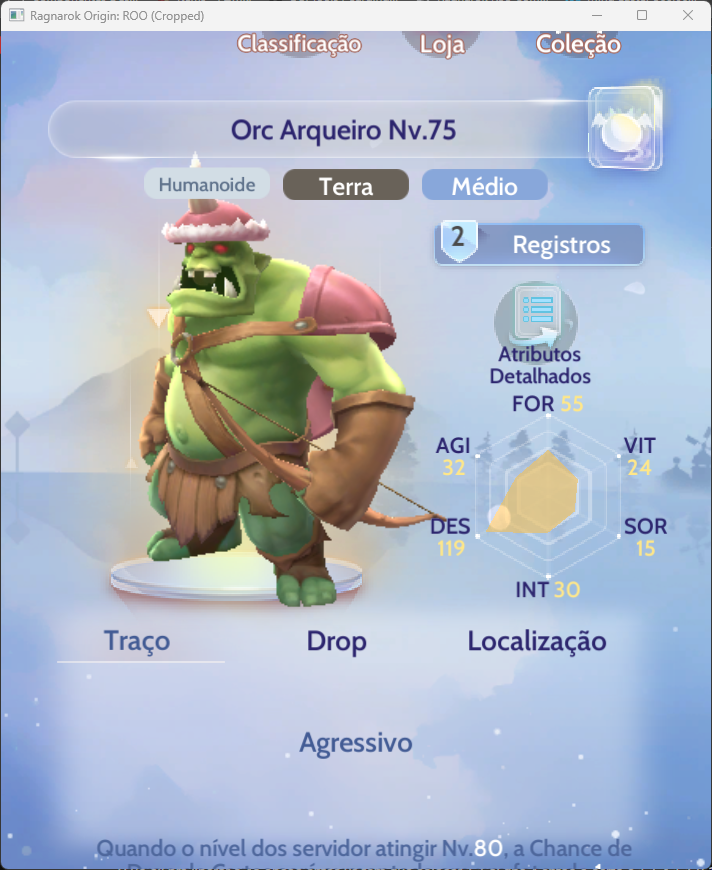 Ragnarok Origin: ROO (Cropped)
Classificação
Loja
Coleção
Orc Arqueiro Nv.75
Humanoide
Terra
Médio
2
Registros
Atributos
Detalhados
FOR 55
AGI
32
VIT
24
DES
119
SOR
15
INT 30
Traço
Drop
Localização
Agressivo
Quando o nível dos servidor atingir Nv.80, a Chance de